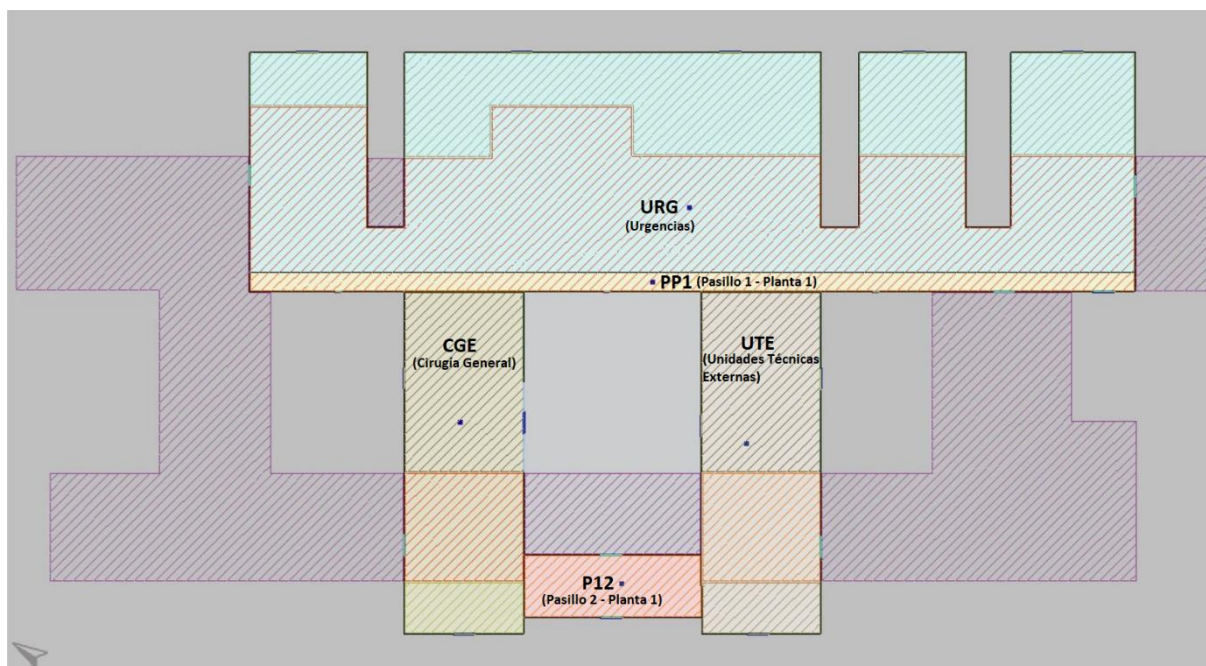 URG
(Urgencias)
PP1 (Pasillo 1 - Planta 1)
CGE
(Cirugía General)
UTE
(Unidades Técnicas
Externas)
P12
(Pasillo 2 - Planta 1)